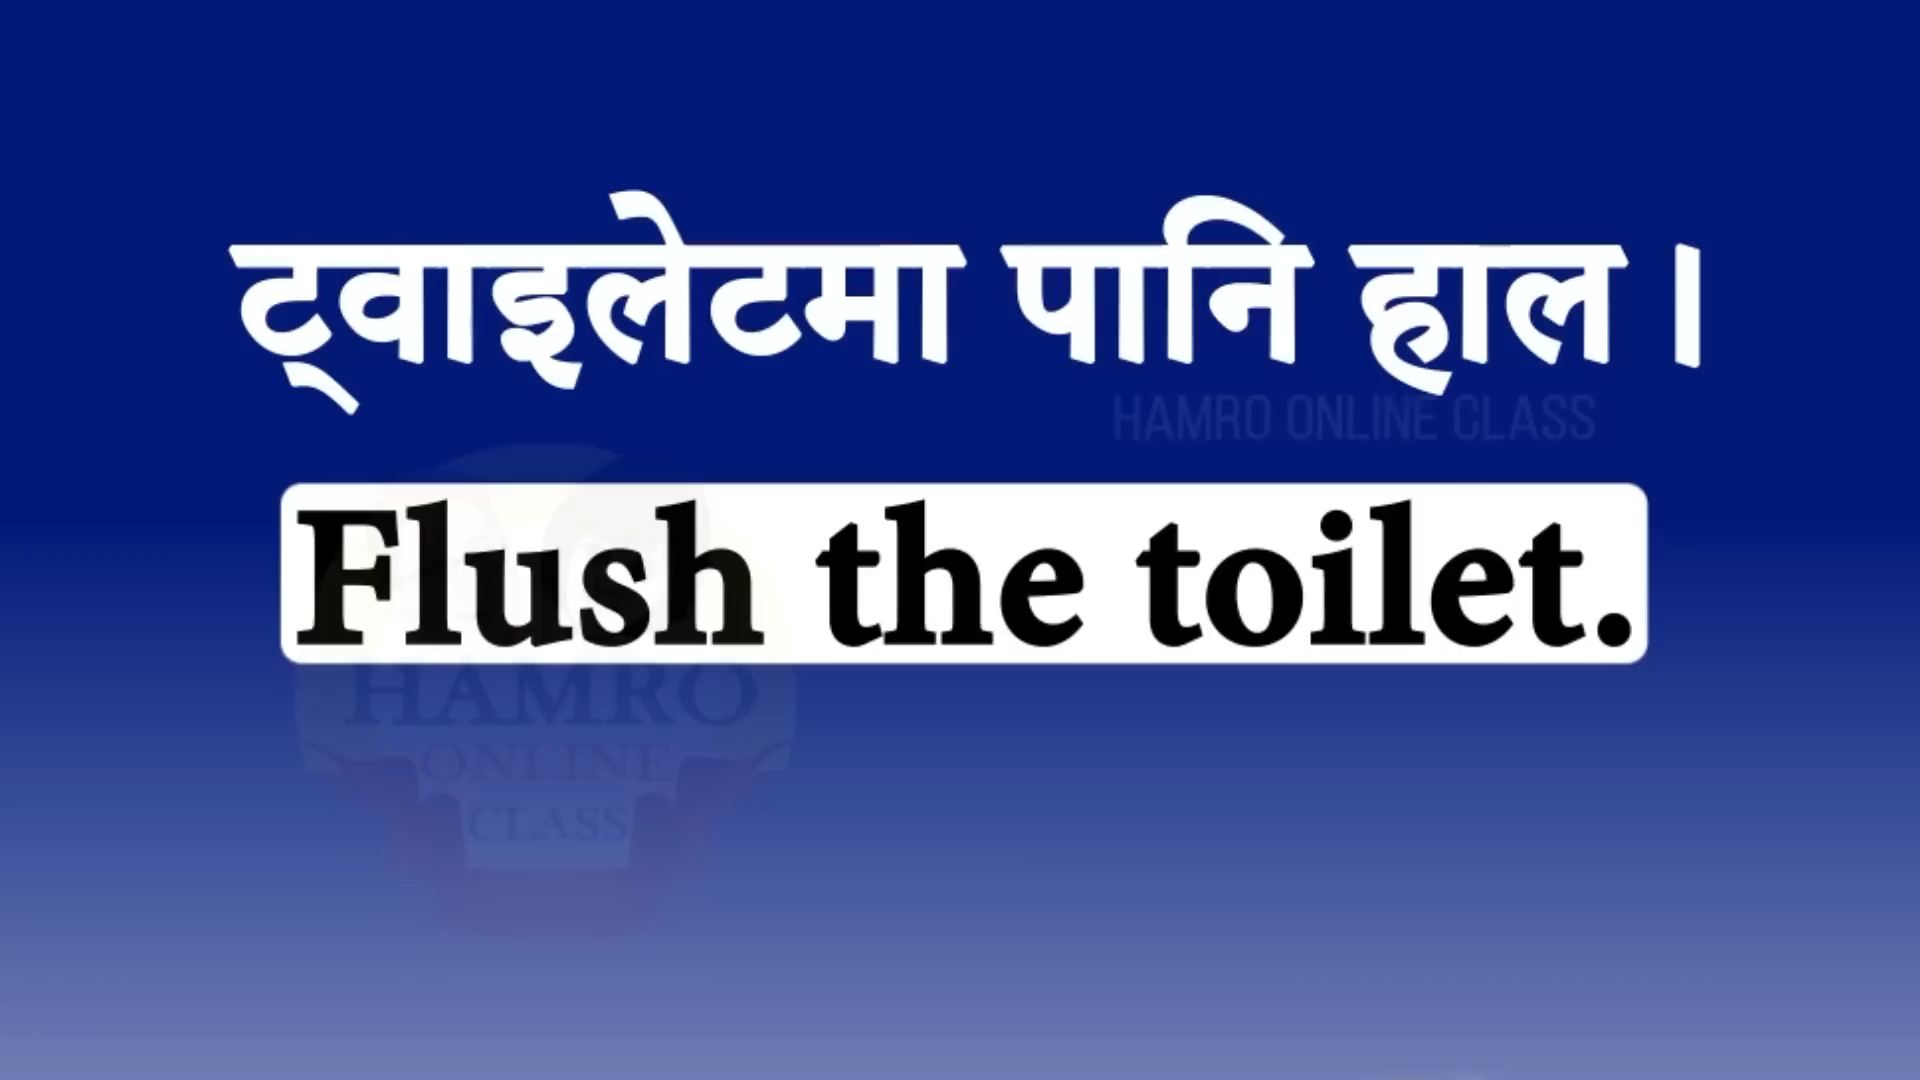 ट्वाइलेटमा पानि हाल ।
HAMRO ONLINE CLASS
Flush the toilet.
HAMRO
ONLINE
CLASS